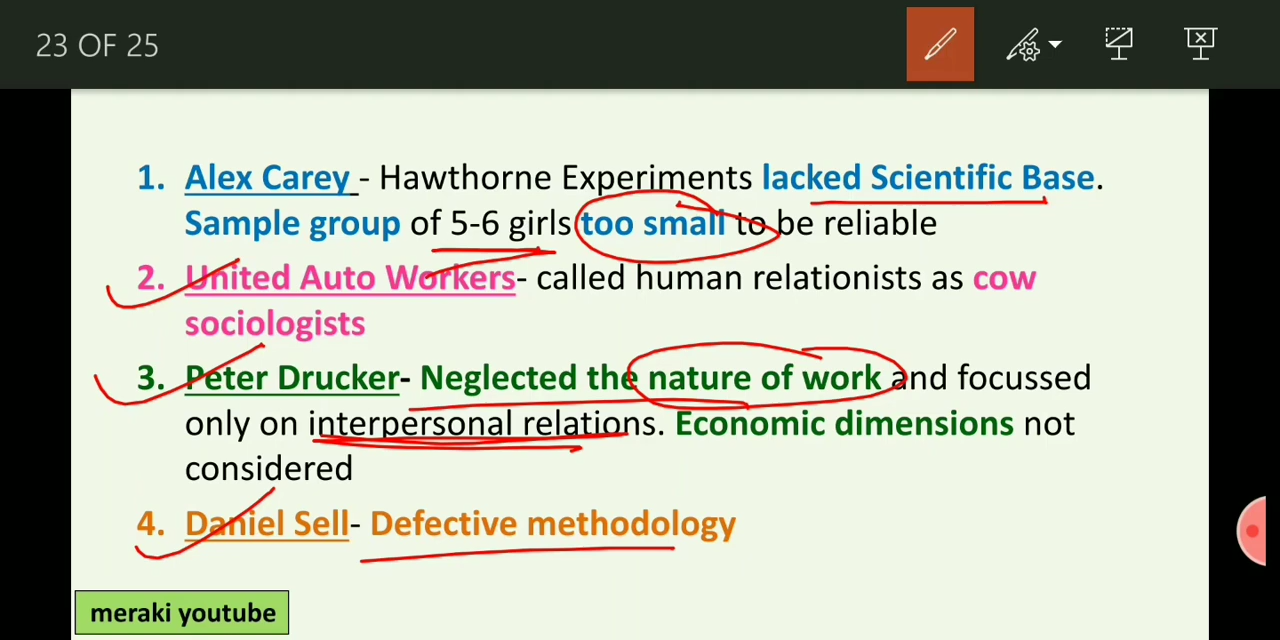 23 OF 25
1. Alex Carey - Hawthorne Experiments lacked Scientific Base.
Sample group of 5-6 girls too small to be reliable
2. United Auto Workers- called human relationists as cow
sociologists
3. Peter Drucker- Neglected the nature of work and focussed
only on interpersonal relations. Economic dimensions not
considered
4. Daniel Sell- Defective methodology
meraki youtube